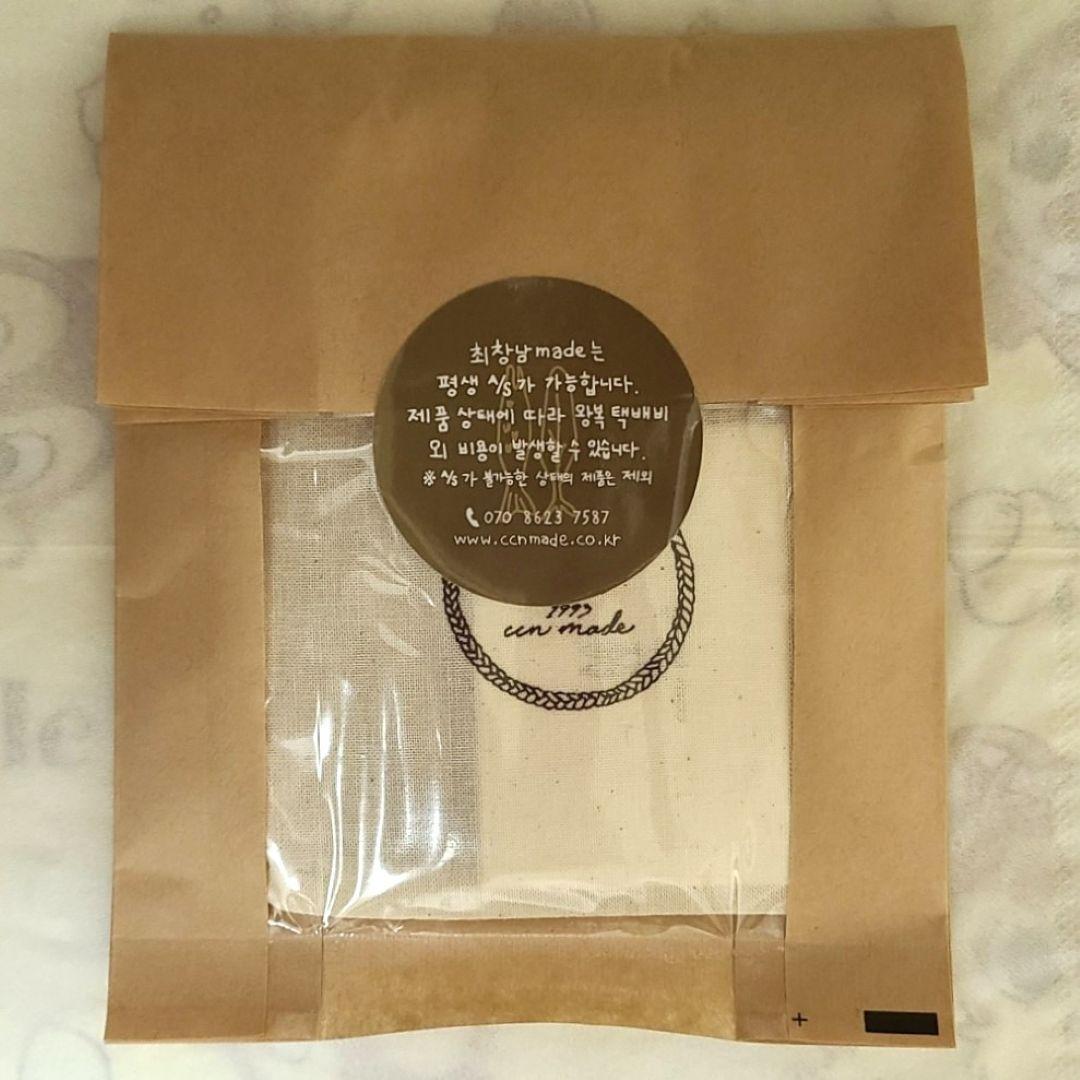 최창남made는
평생 A/S가 가능합니다.
제품 상태에 따라 왕복 택배비
외 비용이 발생할 수 있습니다.
※ A/S가 불가능한 상태의 제품은 제외
070 8623 7587
www.ccnmade.co.kr
1993
ccn made
+